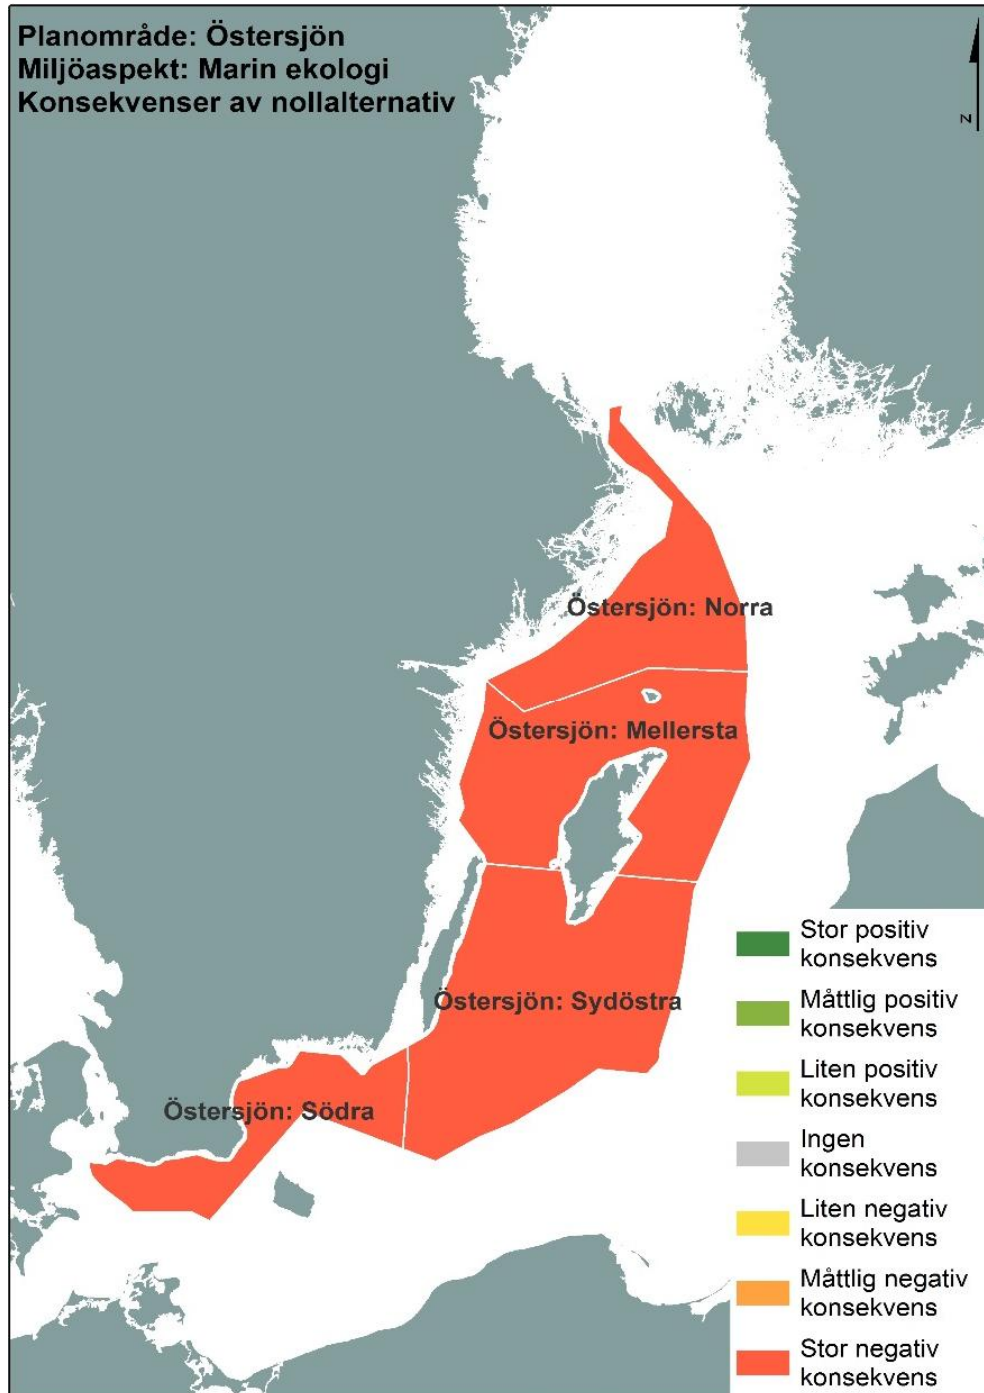 Planområde: Östersjön
Miljöaspekt: Marin ekologi
Konsekvenser av nollalternativ
N
Östersjön: Norra
Östersjön: Mellersta
Östersjön: Sydöstra
Östersjön: Södra
Stor positiv
konsekvens
Måttlig positiv
konsekvens
Liten positiv
konsekvens
Ingen
konsekvens
Liten negativ
konsekvens
Måttlig negativ
konsekvens
Stor negativ
konsekvens